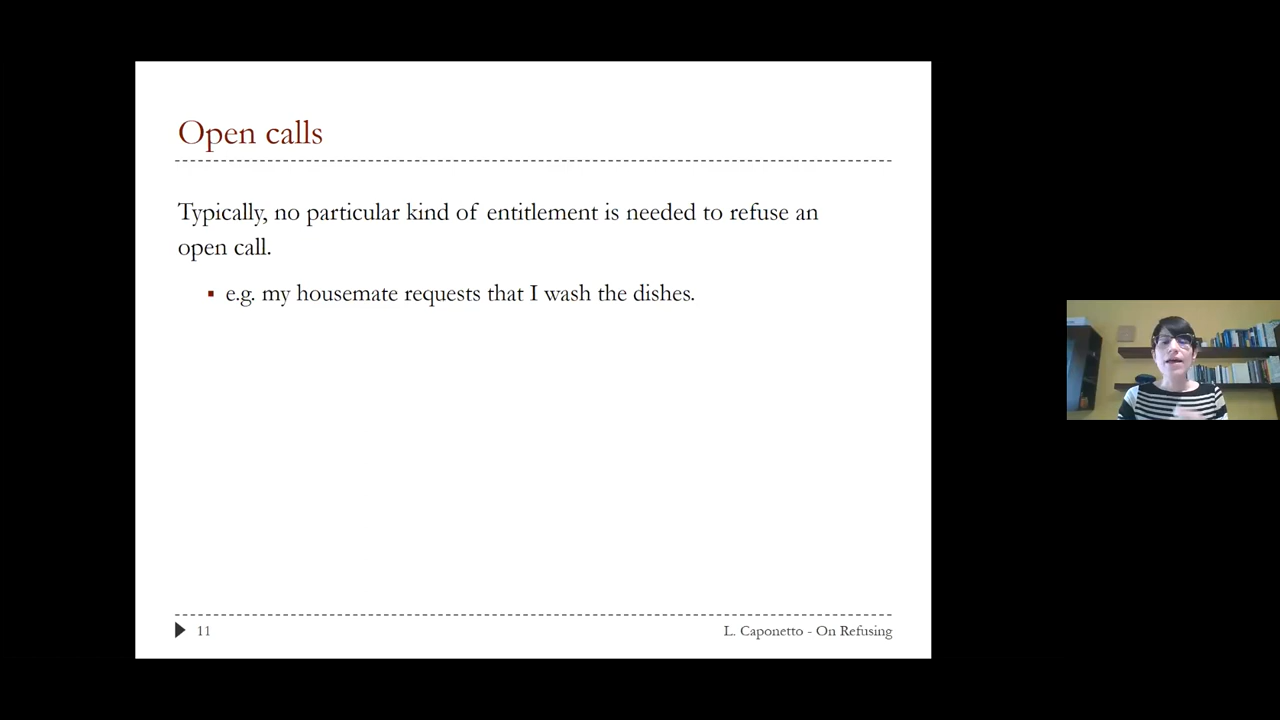 Open calls
Typically, no particular kind of entitlement is needed to refuse an
open call.
▪ e.g. my housemate requests that I wash the dishes.
11
L. Caponetto - On Refusing